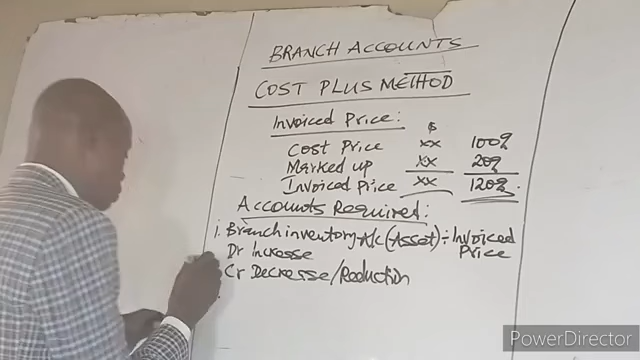 BRANCH ACCOUNTS
COST PLUS METHOD
Invoiced Price:
$
Cost Price xx 100%
Marked up xx 20%
Invoiced Price xx 120%.
Accounts Required:
1. Branch inventory A/c (Asset) ÷ Invoiced Price
Dr Increase
Cr Decrease/Reduction
PowerDirector